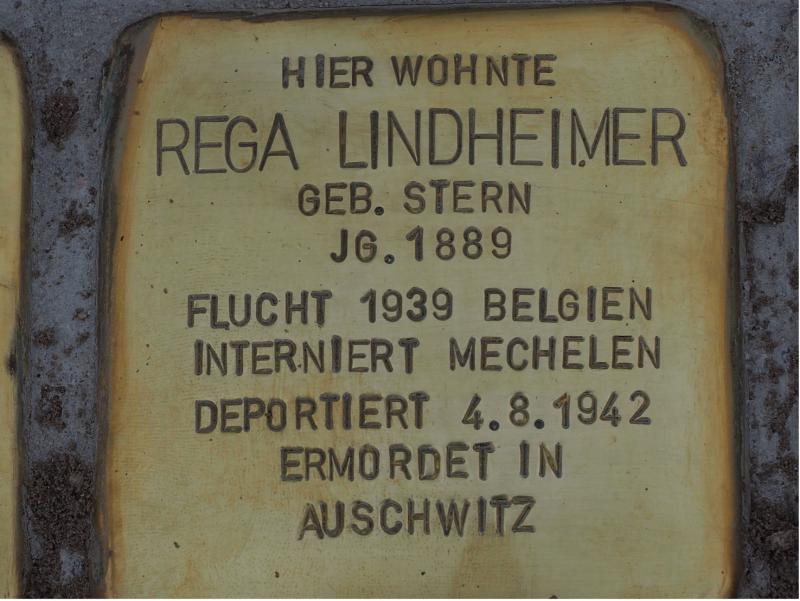 HIER WOHNTE
REGA LINDHEIMER
GEB. STERN
JG. 1889
FLUCHT 1939 BELGIEN
INTERNIERT MECHELEN
DEPORTIERT 4.8.1942
ERMORDET IN
AUSCHWITZ